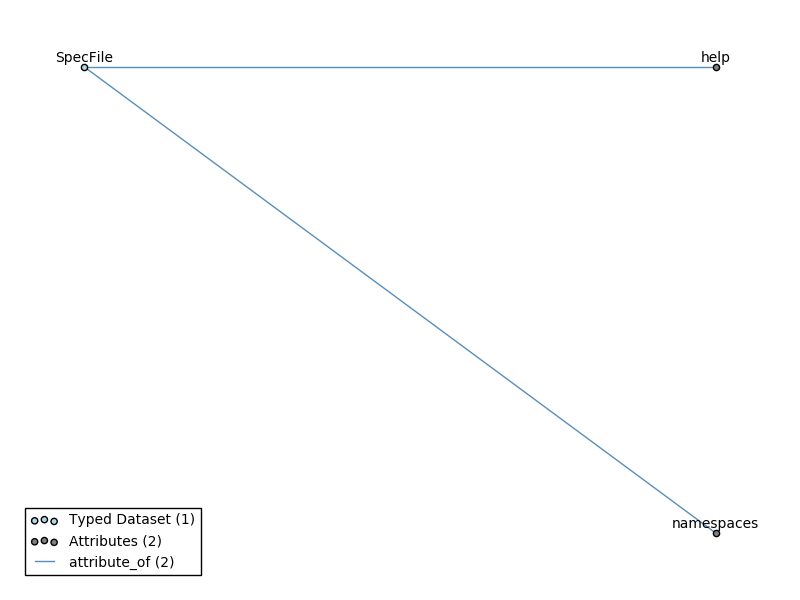 SpecFile
help
namespaces
Typed Dataset (1)
Attributes (2)
attribute_of (2)